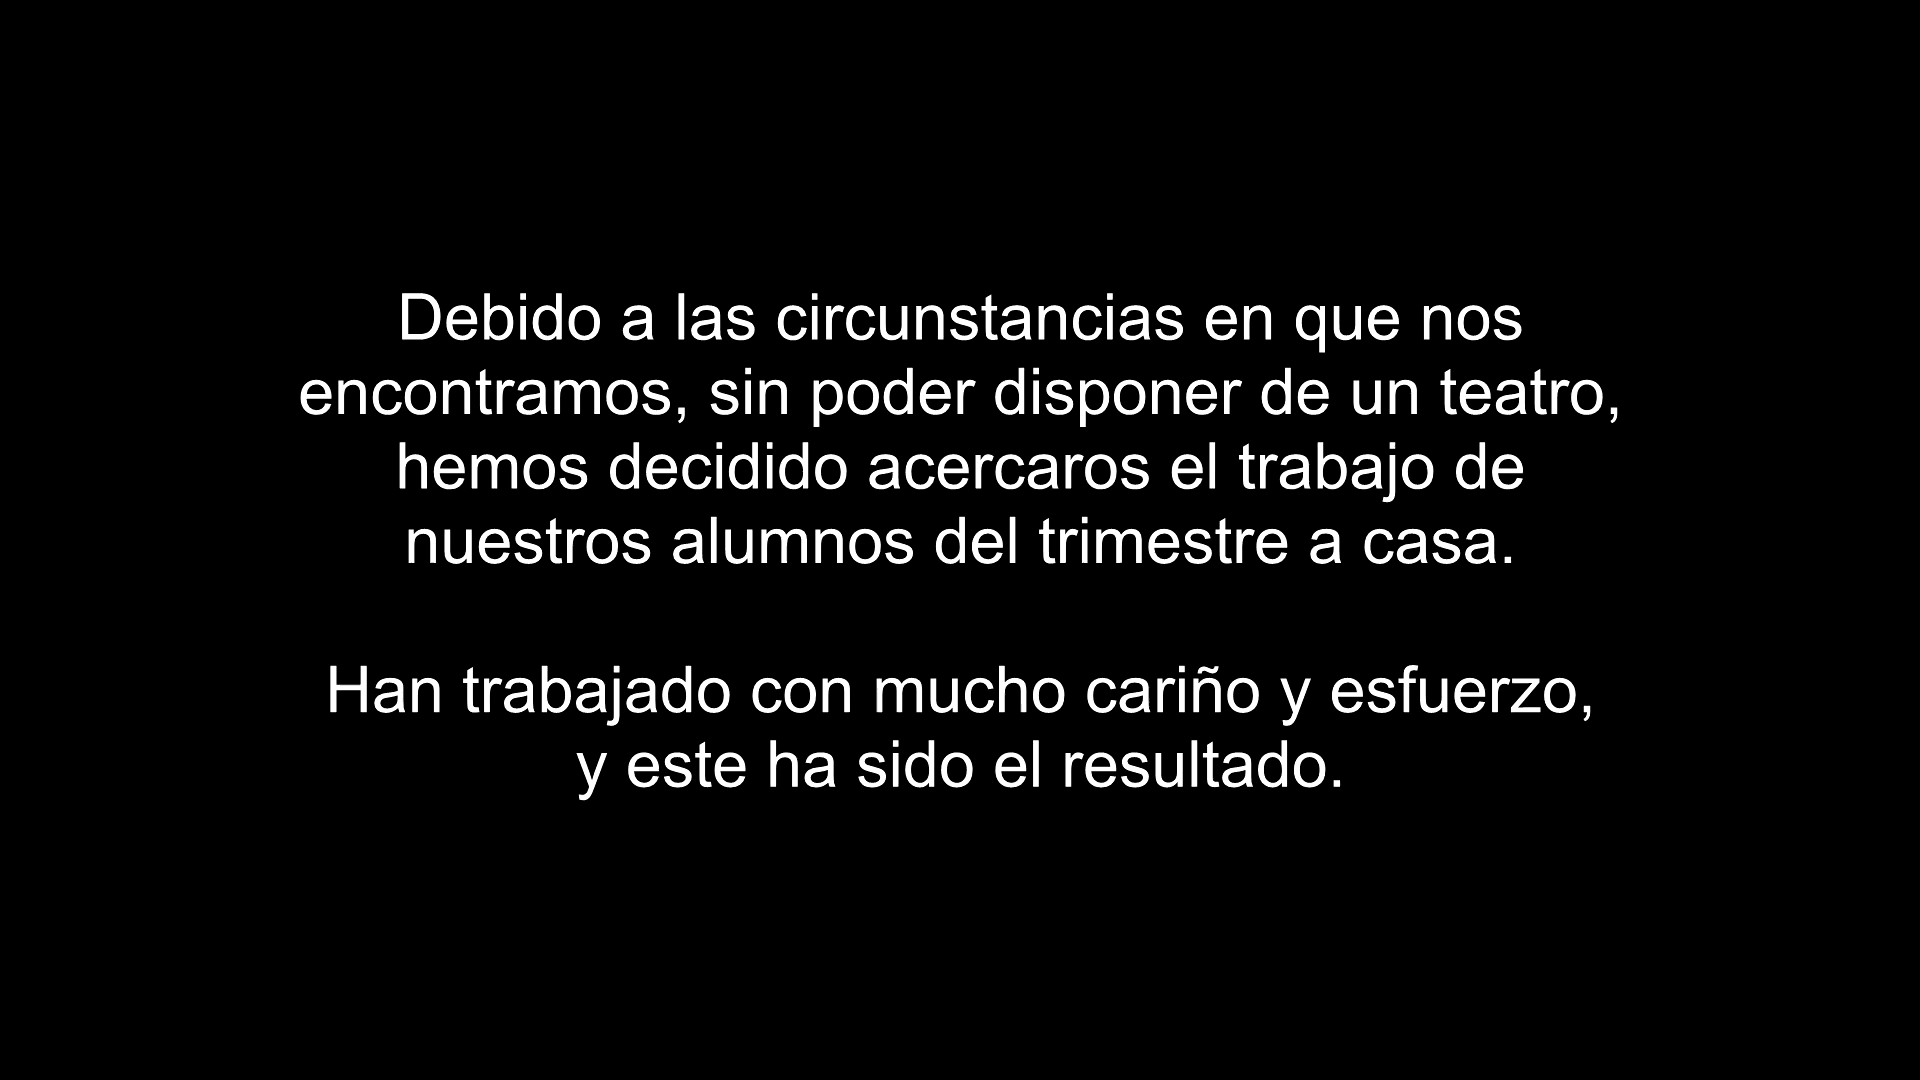 Debido a las circunstancias en que nos
encontramos, sin poder disponer de un teatro,
hemos decidido acercaros el trabajo de
nuestros alumnos del trimestre a casa.
Han trabajado con mucho cariño y esfuerzo,
y este ha sido el resultado.